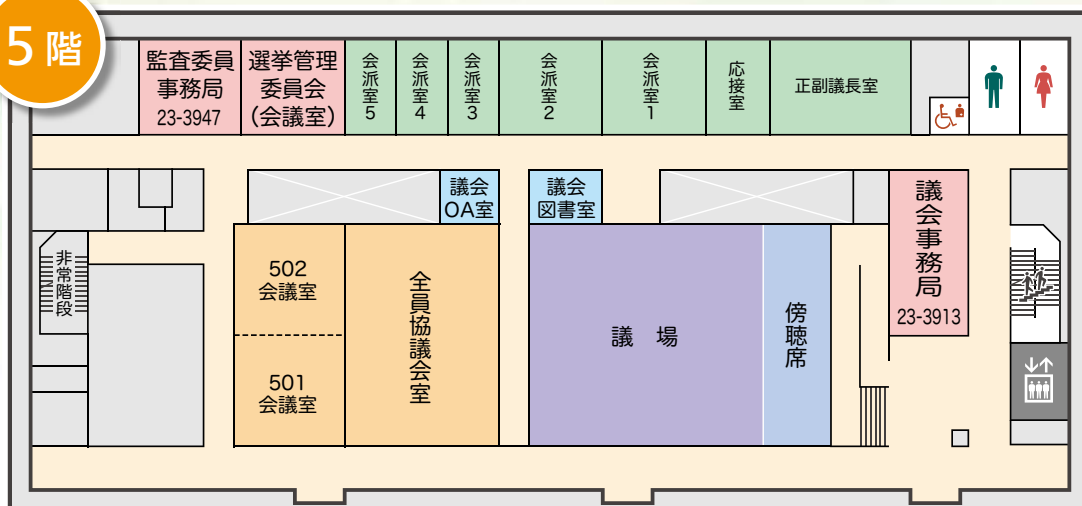 5階
監査委員
事務局
23-3947
選挙管理
委員会
(会議室)
会派室5
会派室4
会派室3
会派室2
会派室1
応接室
正副議長室
議会
OA室
議会
図書室
議会事務局
23-3913
非常階段
502
会議室
501
会議室
全員協議会室
議場
傍聴席